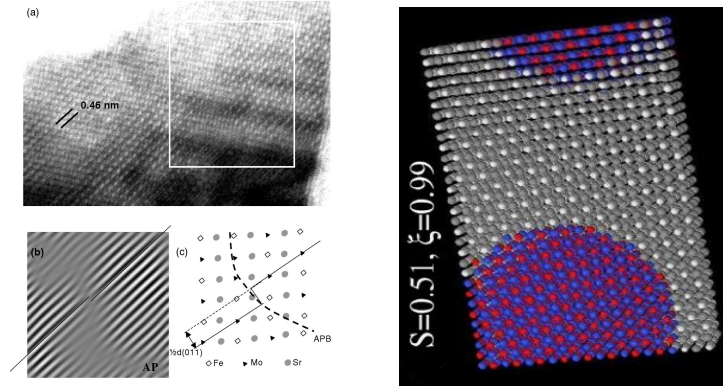 (a)
0.46 nm
(b)
AP
(c)
APB
½d(011)
Fe Mo Sr
S=0.51, ξ=0.99